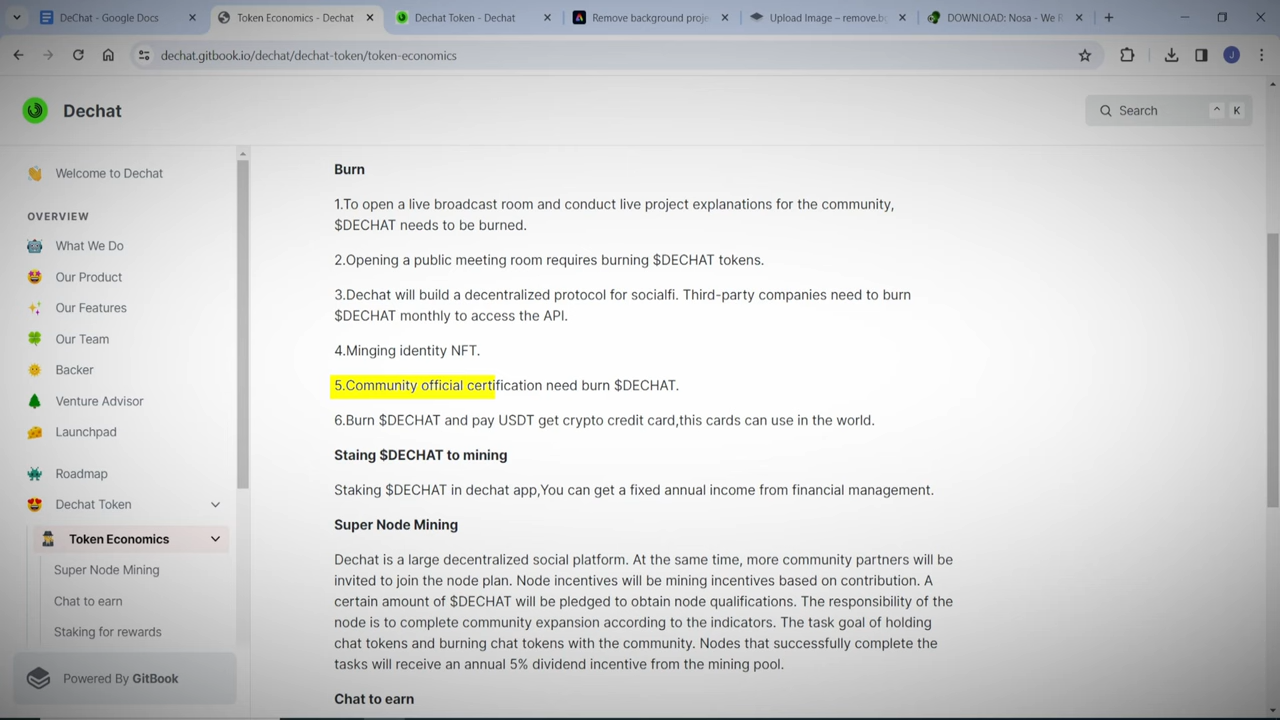 DeChat - Google Docs
Token Economics - Dechat
Dechat Token - Dechat
Remove background proj
Upload Image – remove.b
DOWNLOAD: Nosa - We R
dechat.gitbook.io/dechat/dechat-token/token-economics
J
Dechat
Search
^ K
Welcome to Dechat
OVERVIEW
What We Do
Our Product
Our Features
Our Team
Backer
Venture Advisor
Launchpad
Roadmap
Dechat Token
Token Economics
Super Node Mining
Chat to earn
Staking for rewards
Powered By GitBook
Burn
1.To open a live broadcast room and conduct live project explanations for the community,
$DECHAT needs to be burned.
2.Opening a public meeting room requires burning $DECHAT tokens.
3.Dechat will build a decentralized protocol for socialfi. Third-party companies need to burn
$DECHAT monthly to access the API.
4.Minging identity NFT.
5.Community official certification need burn $DECHAT.
6.Burn $DECHAT and pay USDT get crypto credit card,this cards can use in the world.
Staing $DECHAT to mining
Staking $DECHAT in dechat app,You can get a fixed annual income from financial management.
Super Node Mining
Dechat is a large decentralized social platform. At the same time, more community partners will be
invited to join the node plan. Node incentives will be mining incentives based on contribution. A
certain amount of $DECHAT will be pledged to obtain node qualifications. The responsibility of the
node is to complete community expansion according to the indicators. The task goal of holding
chat tokens and burning chat tokens with the community. Nodes that successfully complete the
tasks will receive an annual 5% dividend incentive from the mining pool.
Chat to earn